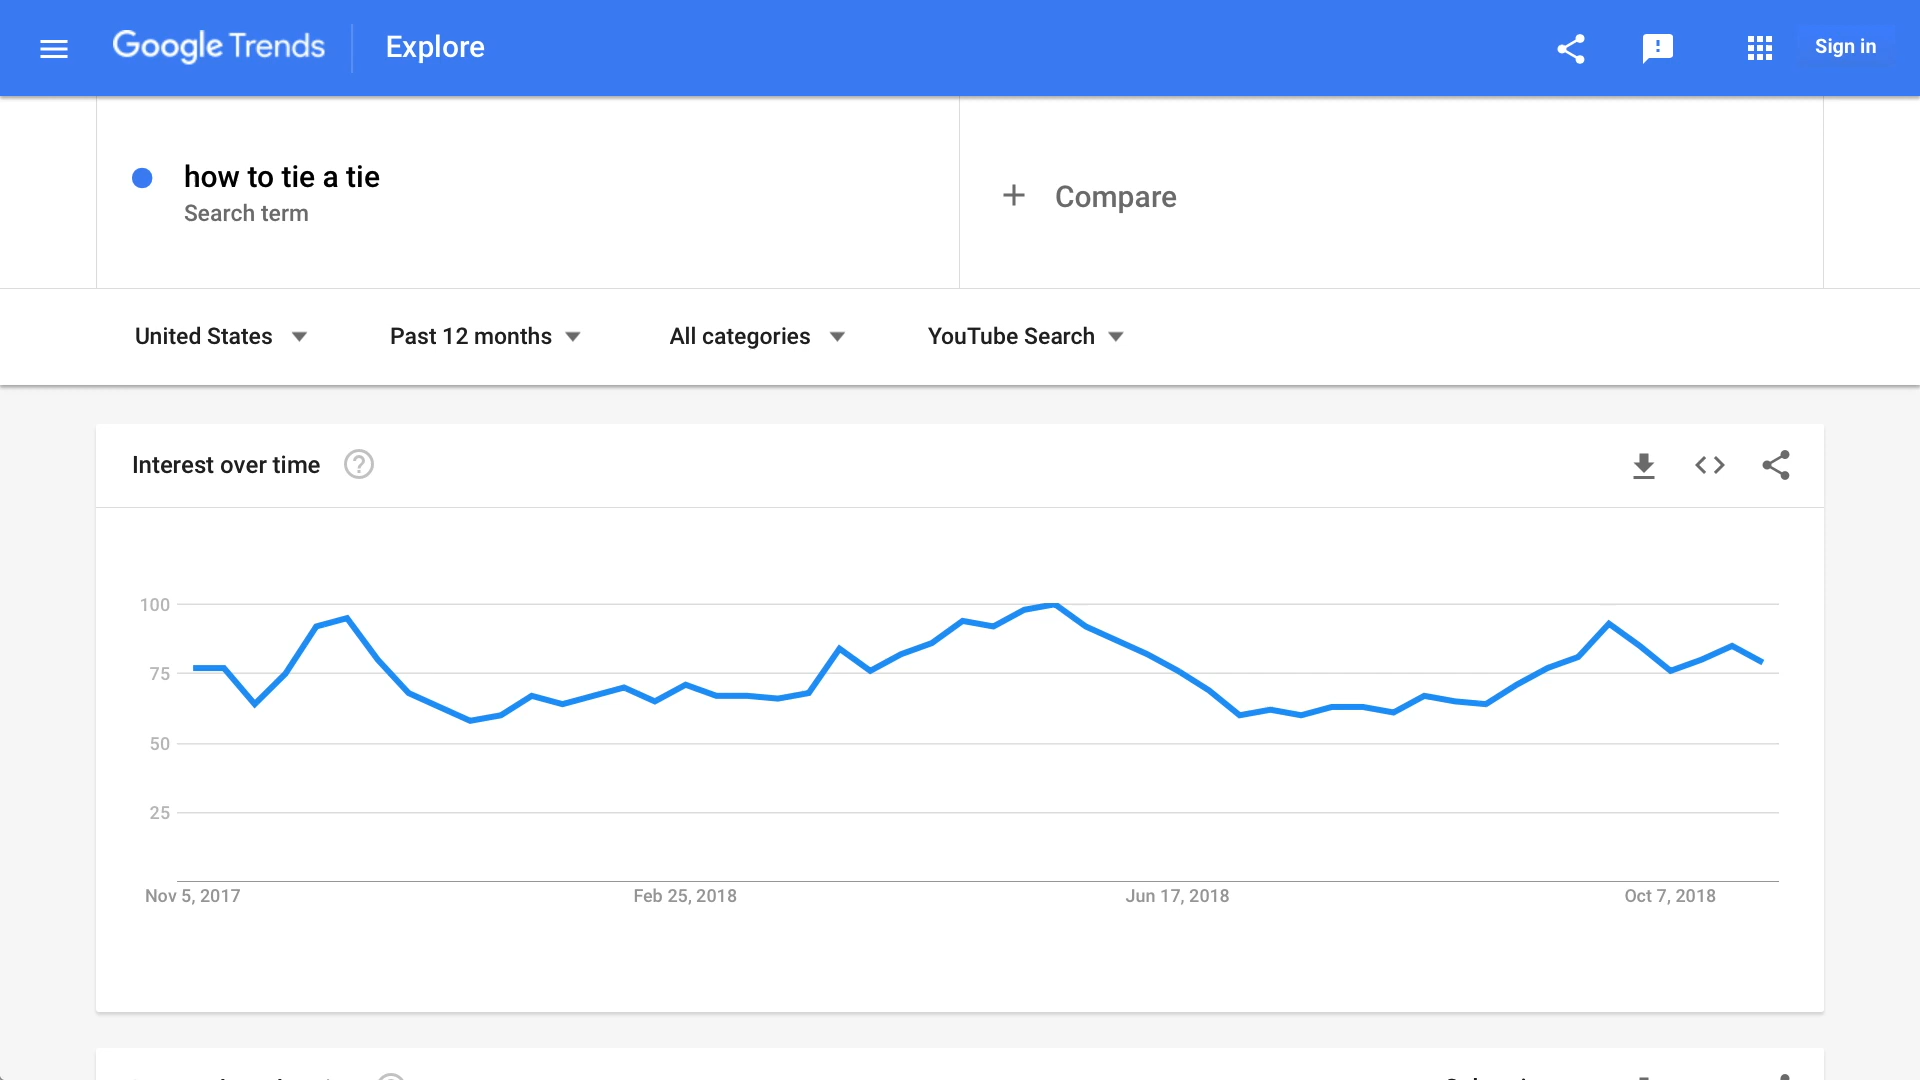 Google Trends
Explore
Sign in
how to tie a tie
Search term
+ Compare
United States
Past 12 months
All categories
YouTube Search
Interest over time
?
100
75
50
25
Nov 5, 2017
Feb 25, 2018
Jun 17, 2018
Oct 7, 2018